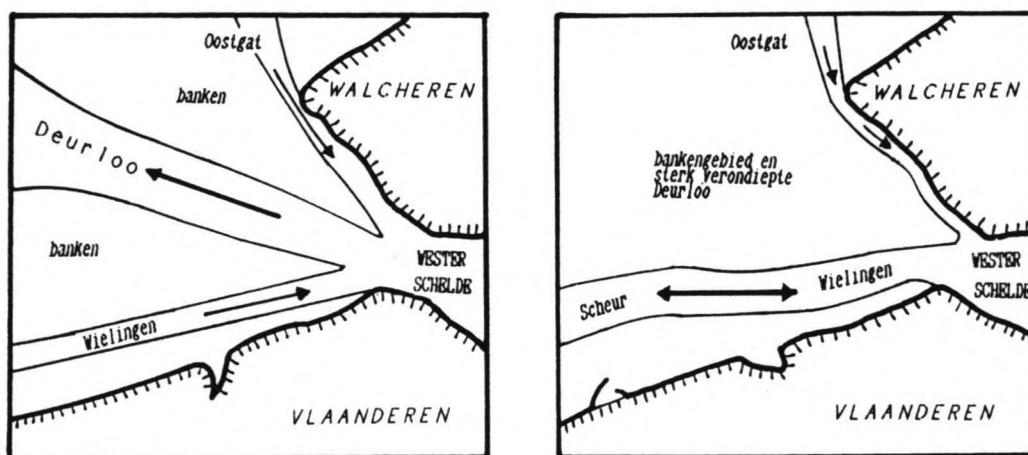 Oostgat
WALCHEREN
banken
Deurloo
banken
WESTER
SCHELDE
Wielingen
VLAANDEREN
Oostgat
WALCHEREN
bankengebied en
sterk verondiepte
Deurloo
WESTER
SCHELDE
Wielingen
Scheur
VLAANDEREN